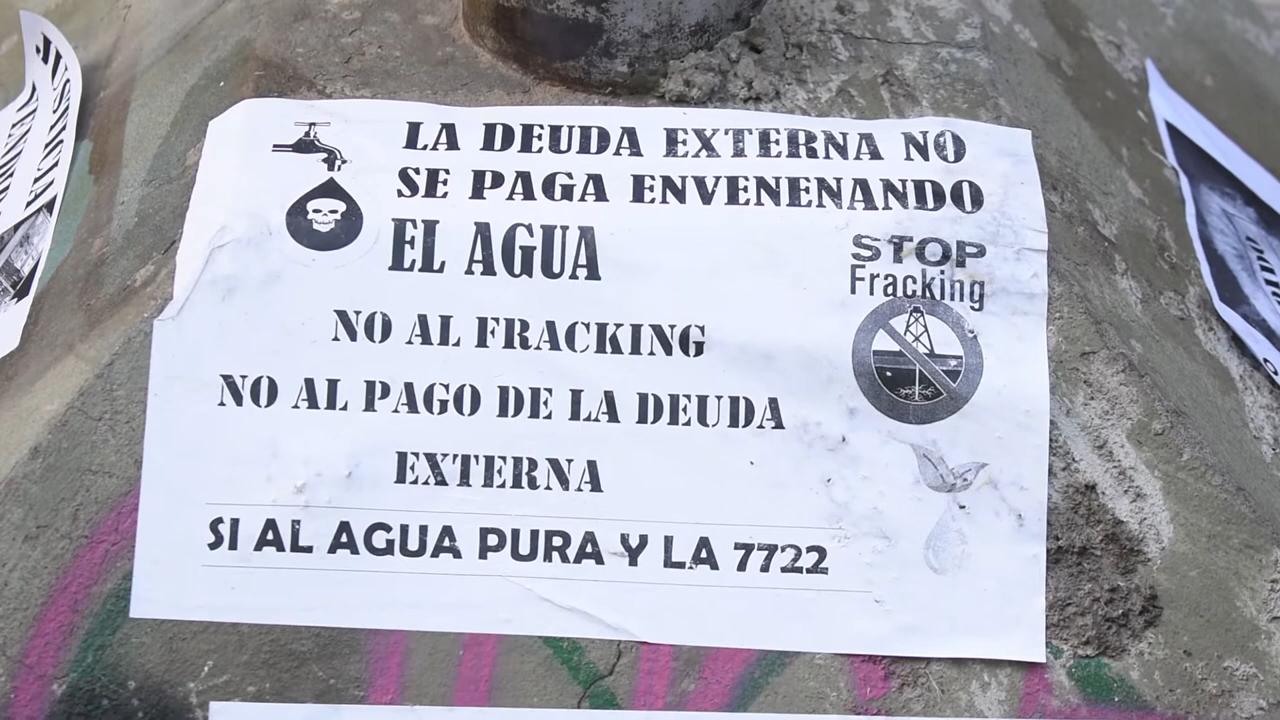 LA DEUDA EXTERNA NO
SE PAGA ENVENENANDO
EL AGUA
STOP
Fracking
NO AL FRACKING
NO AL PAGO DE LA DEUDA
EXTERNA
SI AL AGUA PURA Y LA 7722
JUSTICIA